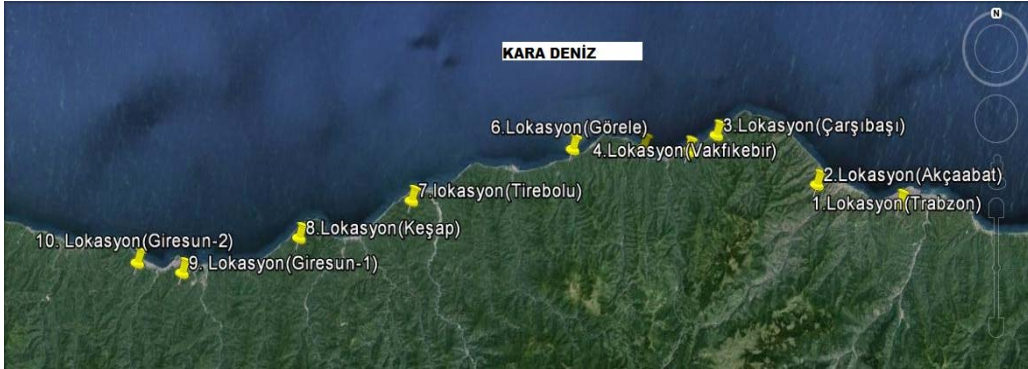 N
KARA DENİZ
6.Lokasyon(Görele)
3.Lokasyon(Çarşıbaşı)
4.Lokasyon(Vakfıkebir)
2.Lokasyon(Akçaabat)
7.lokasyon(Tirebolu)
1.Lokasyon(Trabzon)
8.Lokasyon(Keşap)
10. Lokasyon(Giresun-2)
9. Lokasyon(Giresun-1)